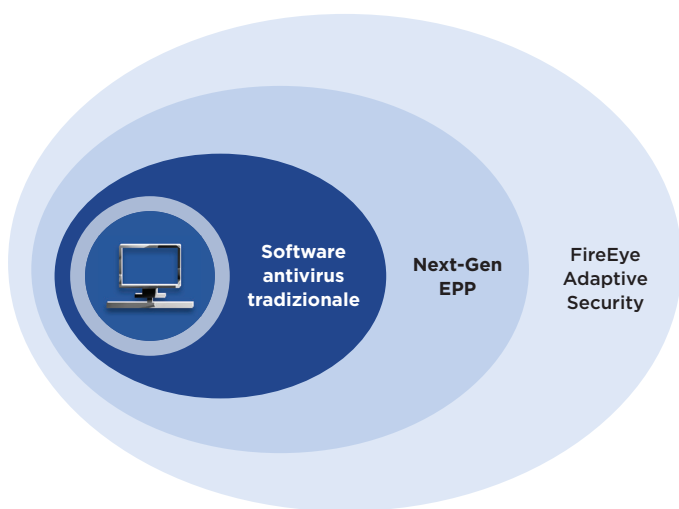 Software
antivirus
tradizionale
Next-Gen
EPP
FireEye
Adaptive
Security